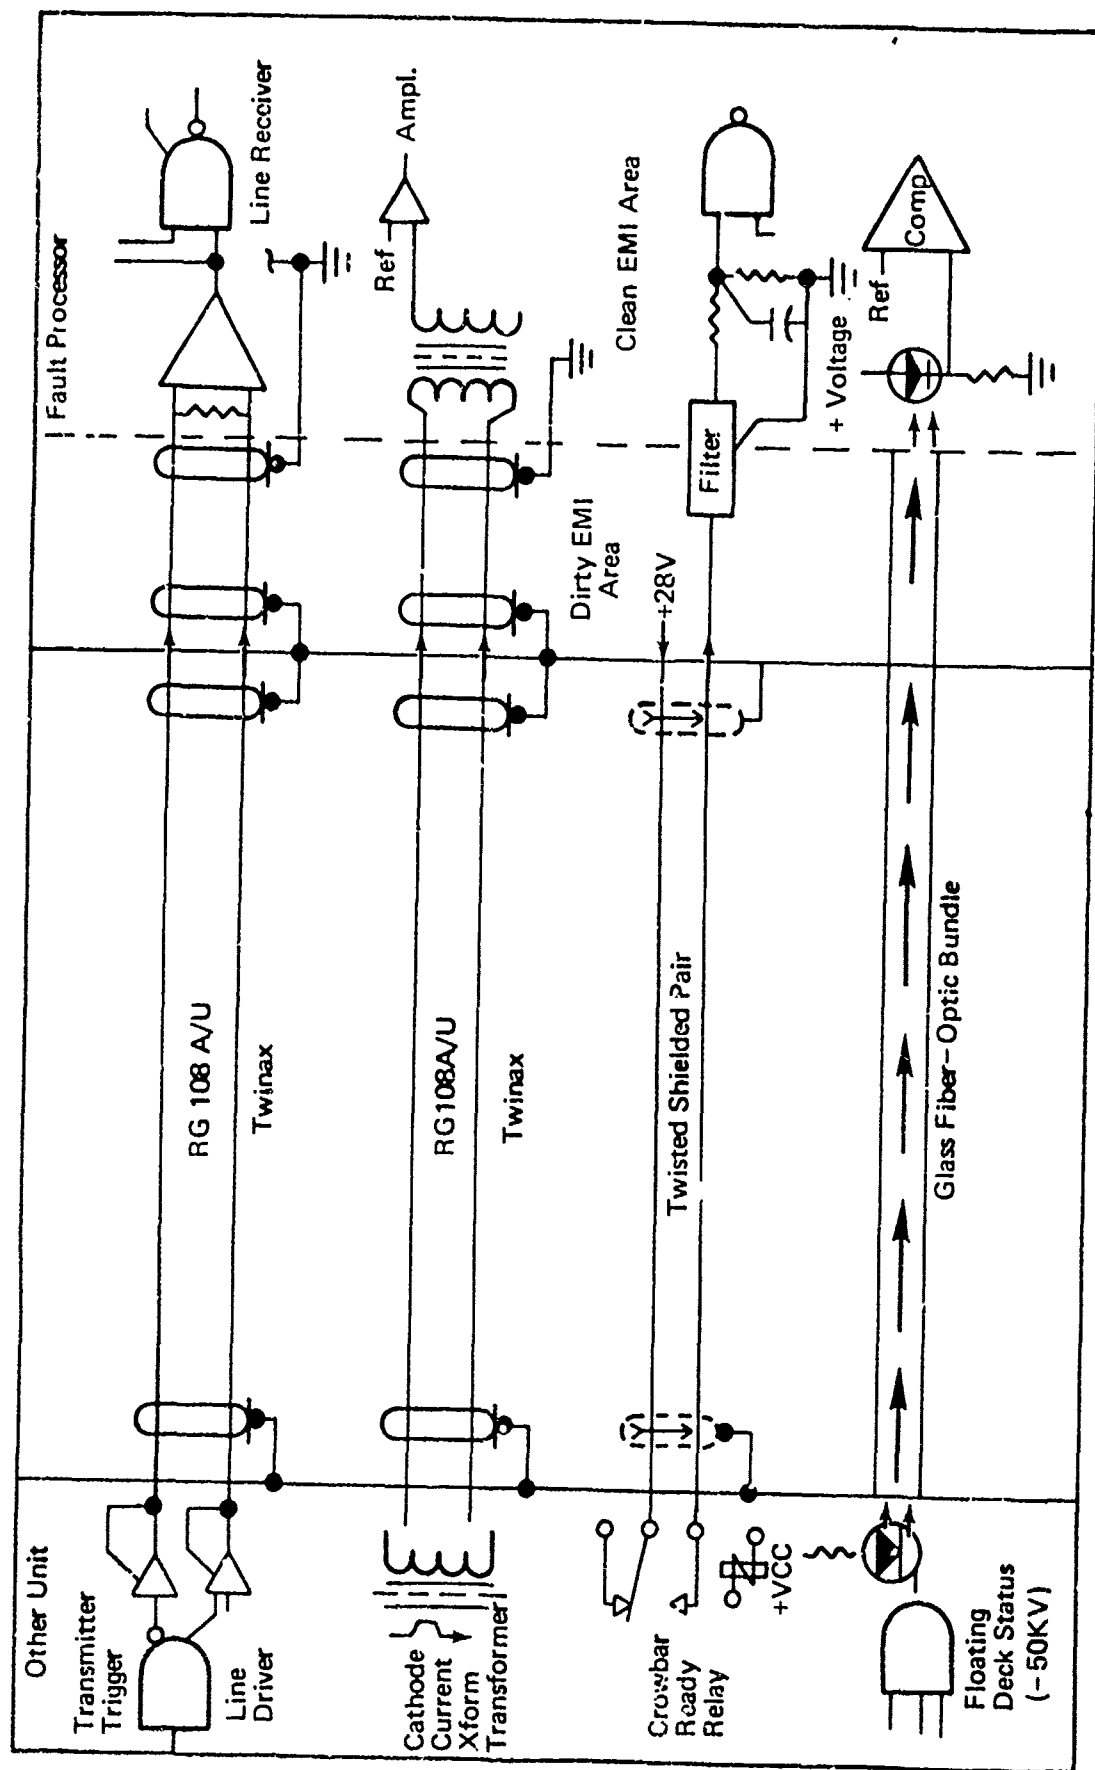 Other Unit
Fault Processor
Transmitter
Trigger
Line
Driver
RG 108 A/U
Twinax
Line Recciver
Cathode
Current
Xform
Transformer
RG108A/U
Twinax
Ref
Ampl.
Dirty EMI
Area
Clean EMI Area
Crowbar
Ready
Relay
Twisted Shielded Pair
+28V
Filter
+VCC
+ Voltage
Floating
Deck Status
(-50KV)
Glass Fiber-Optic Bundle
Ref
Comp